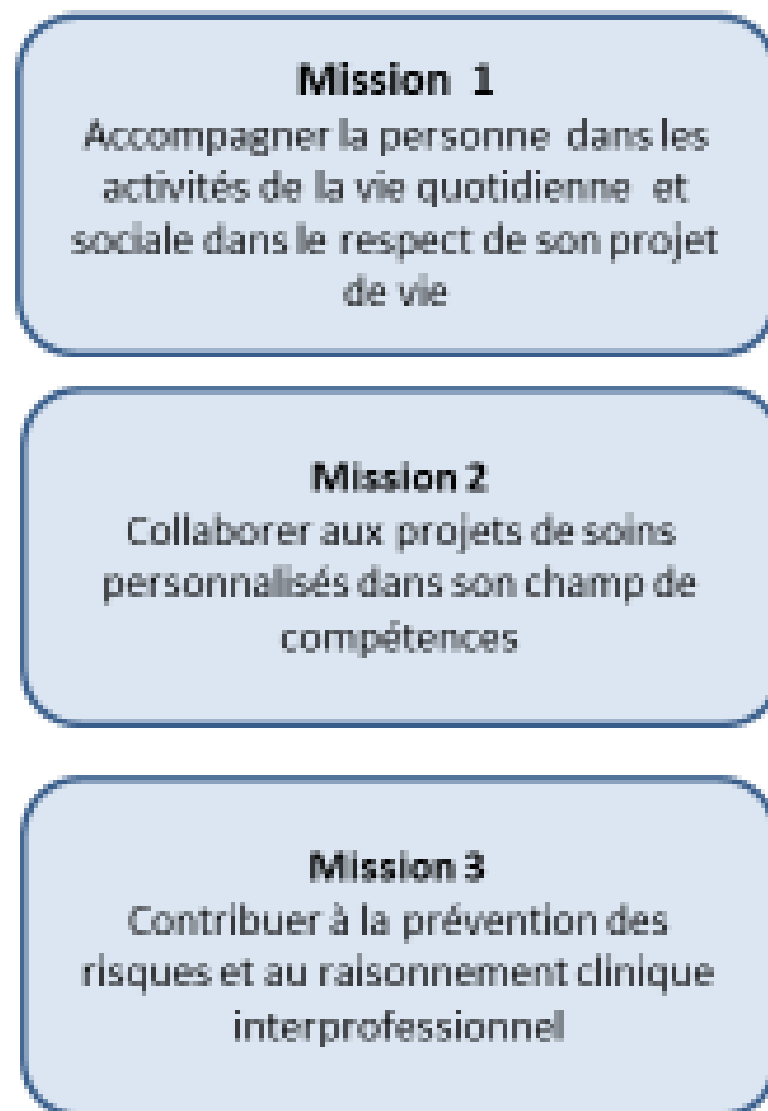 Mission 1
Accompagner la personne dans les
activités de la vie quotidienne et
sociale dans le respect de son projet
de vie
Mission 2
Collaborer aux projets de soins
personnalisés dans son champ de
compétences
Mission 3
Contribuer à la prévention des
risques et au raisonnement clinique
interprofessionnel